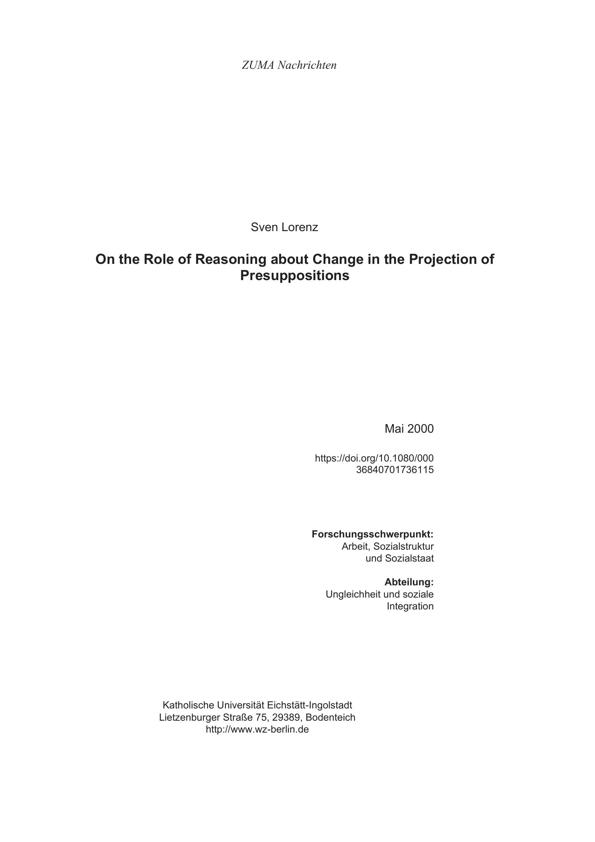 ZUMA Nachrichten
Sven Lorenz
On the Role of Reasoning about Change in the Projection of
Presuppositions
Mai 2000
https://doi.org/10.1080/000
36840701736115
Forschungsschwerpunkt:
Arbeit, Sozialstruktur
und Sozialstaat
Abteilung:
Ungleichheit und soziale
Integration
Katholische Universität Eichstätt-Ingolstadt
Lietzenburger Straße 75, 29389, Bodenteich
http://www.wz-berlin.de